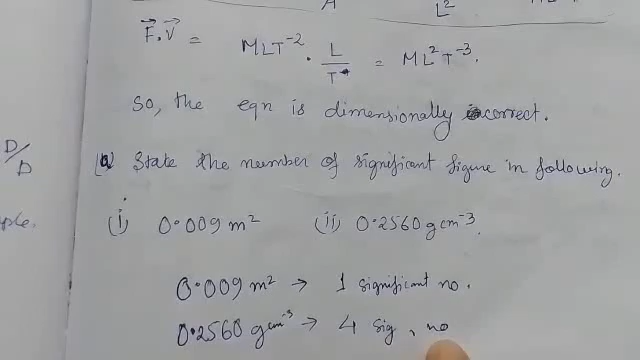 A
L²
F⃗.V⃗ = MLT⁻² . L/T = ML²T⁻³.
So, the eqn is dimensionally incorrect.
D/D
State the number of significant figure in following.
ple.
(i) 0.009 m² (ii) 0.2560 g cm⁻³.
0.009 m² → 1 significant no.
0.2560 g cm⁻³ → 4 sig, no